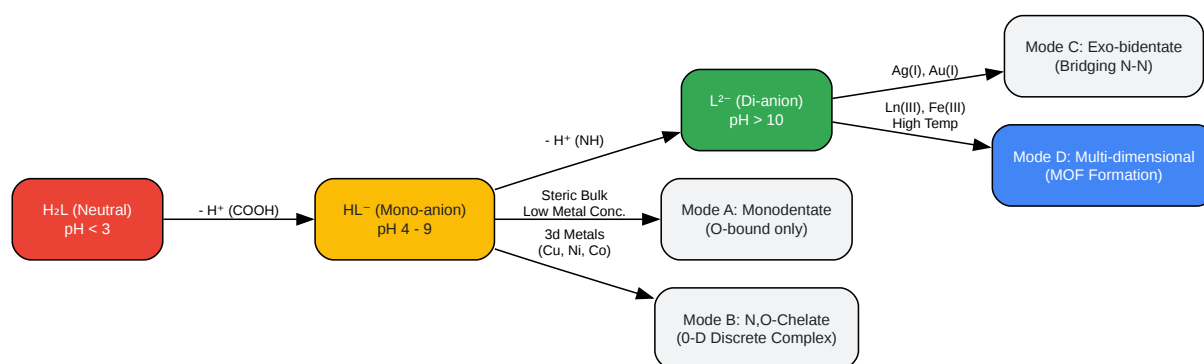 H₂L (Neutral)
pH < 3
- H⁺ (COOH)
HL⁻ (Mono-anion)
pH 4 - 9
- H⁺ (NH)
L²⁻ (Di-anion)
pH > 10
Ag(I), Au(I)
Mode C: Exo-bidentate
(Bridging N-N)
Ln(III), Fe(III)
High Temp
Mode D: Multi-dimensional
(MOF Formation)
Steric Bulk
Low Metal Conc.
Mode A: Monodentate
(O-bound only)
3d Metals
(Cu, Ni, Co)
Mode B: N,O-Chelate
(0-D Discrete Complex)